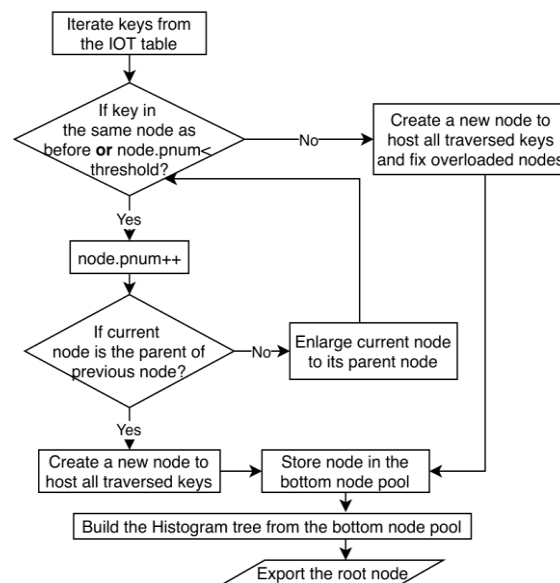 Iterate keys from
the IOT table
If key in
the same node as
before or node.pnum<
threshold?
No
Create a new node to
host all traversed keys
and fix overloaded nodes
Yes
node.pnum++
If current
node is the parent of
previous node?
No
Enlarge current node
to its parent node
Yes
Create a new node to
host all traversed keys
Store node in the
bottom node pool
Build the Histogram tree from the bottom node pool
Export the root node